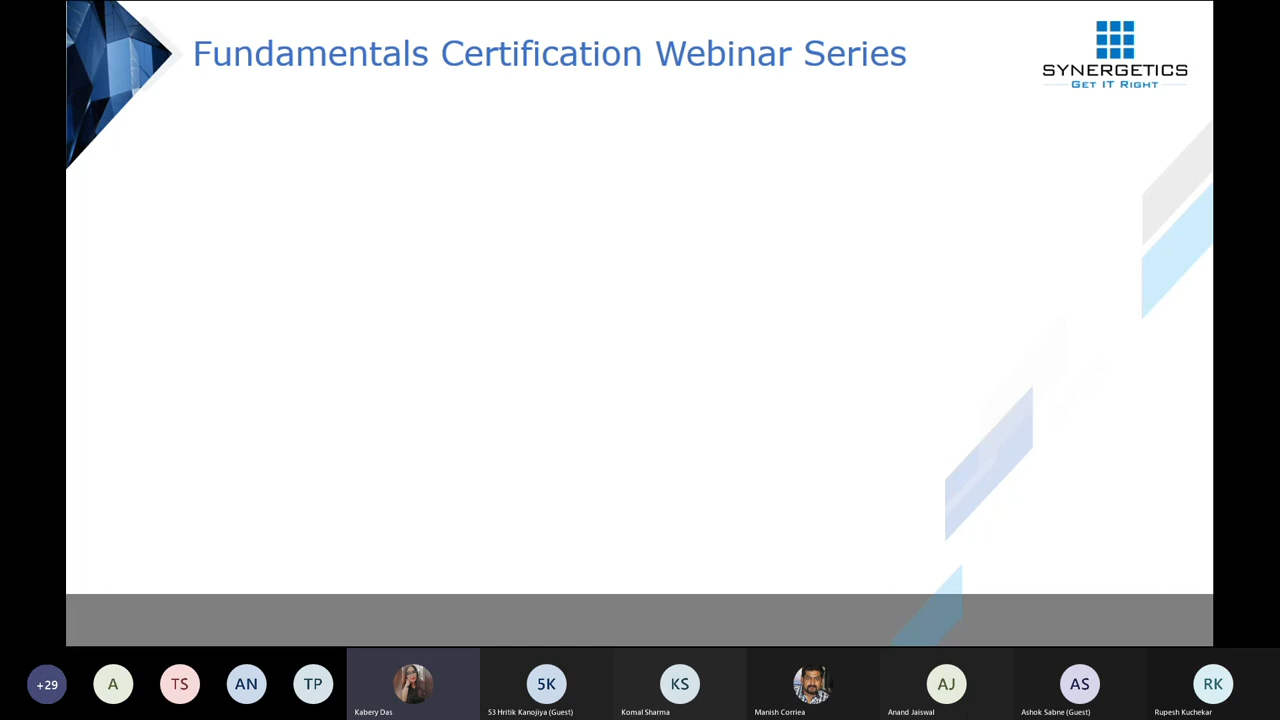 Fundamentals Certification Webinar Series
SYNERGETICS
GET IT RIGHT
+29
A
TS
AN
TP
5K
KS
AJ
AS
RK
Kabery Das
53 Hritik Kanojiya (Guest)
Komal Sharma
Manish Corriea
Anand Jaiswal
Ashok Sabne (Guest)
Rupesh Kuchekar